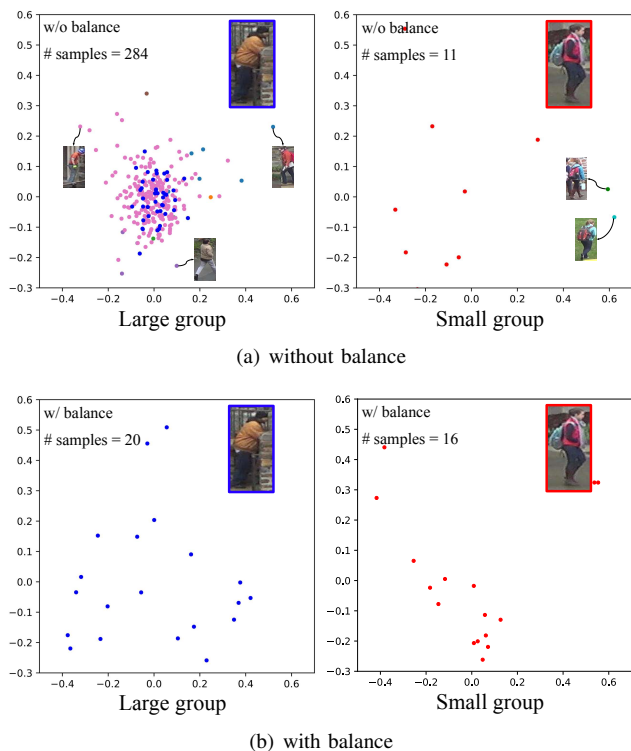 w/o balance
# samples = 284
0.6
0.5
0.4
0.3
0.2
0.1
0.0
−0.1
−0.2
−0.3
−0.4 −0.2 0.0 0.2 0.4 0.6
Large group
w/o balance
# samples = 11
0.6
0.5
0.4
0.3
0.2
0.1
0.0
−0.1
−0.2
−0.3
−0.4 −0.2 0.0 0.2 0.4 0.6
Small group
(a) without balance
w/ balance
# samples = 20
0.6
0.5
0.4
0.3
0.2
0.1
0.0
−0.1
−0.2
−0.3
−0.4 −0.2 0.0 0.2 0.4 0.6
Large group
w/ balance
# samples = 16
0.6
0.5
0.4
0.3
0.2
0.1
0.0
−0.1
−0.2
−0.3
−0.4 −0.2 0.0 0.2 0.4 0.6
Small group
(b) with balance